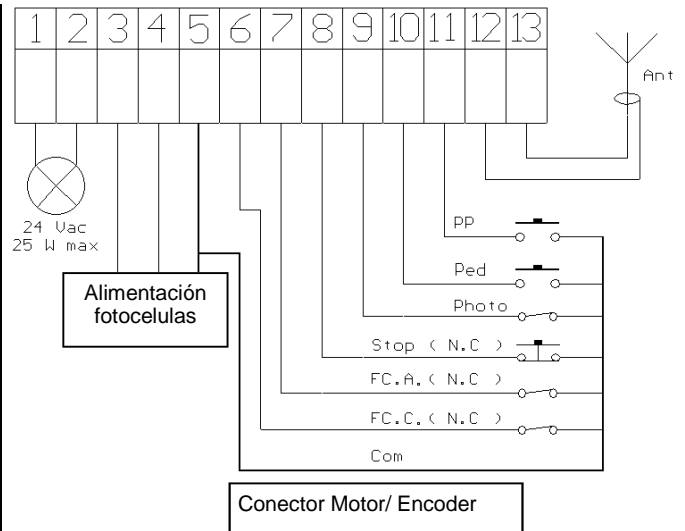 1 2 3 4 5 6 7 8 9 10 11 12 13
Ant
24 Vac
25 W max
Alimentación
fotocelulas
PP
Ped
Photo
Stop ( N.C )
FC.A.( N.C )
FC.C.( N.C )
Com
Conector Motor/ Encoder